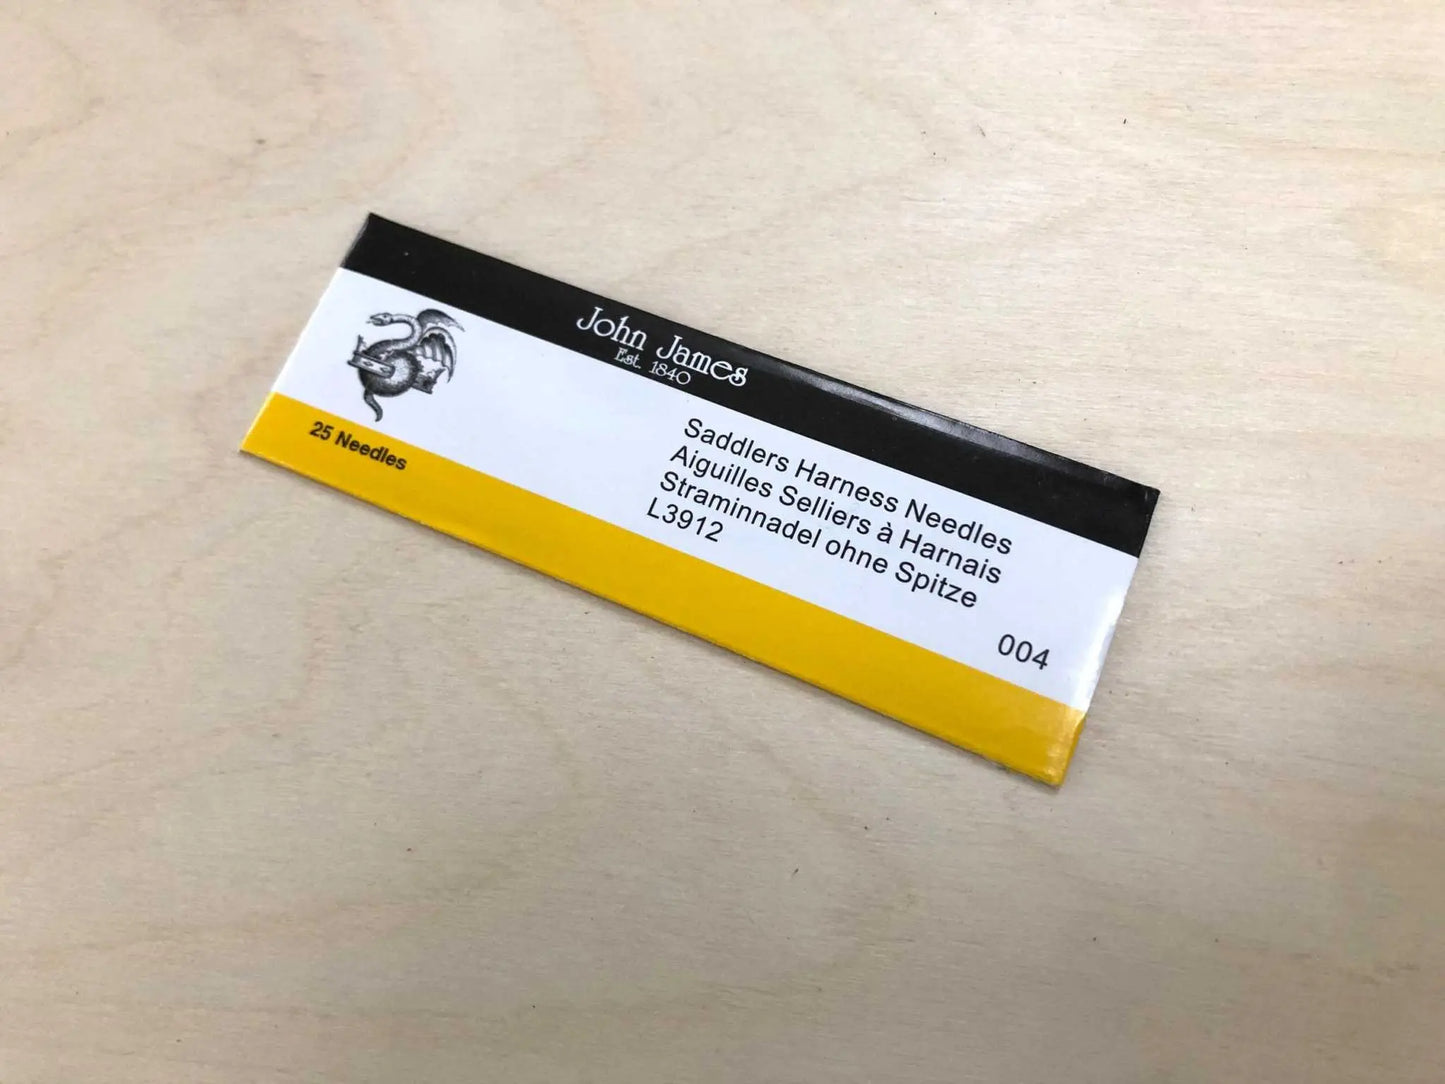 John James
Est. 1840
25 Needles
Saddlers Harness Needles
Aiguilles Selliers à Harnais
Straminnadel ohne Spitze
L3912
004